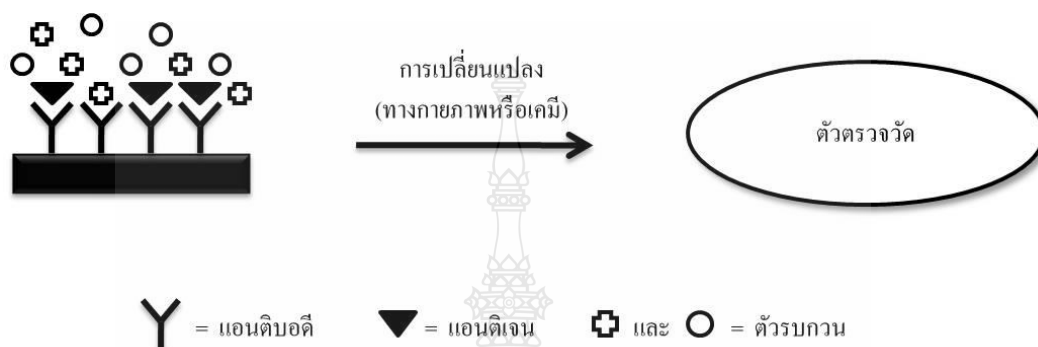 การเปลี่ยนแปลง
(ทางกายภาพหรือเคมี)
ตัวตรวจวัด
= แอนติบอดี = แอนติเจน และ = ตัวรบกวน